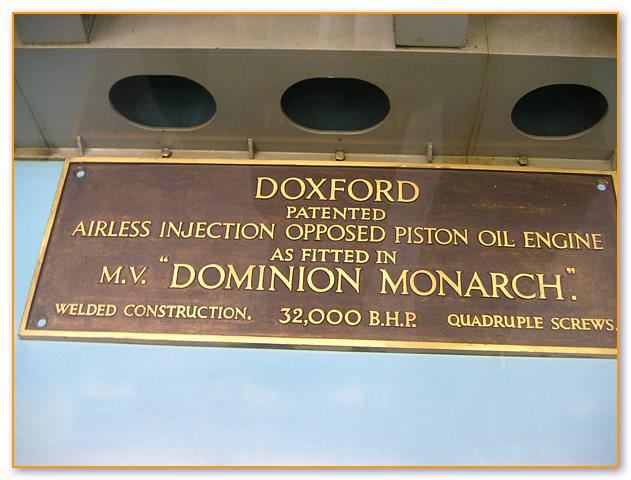 DOXFORD
PATENTED
AIRLESS INJECTION OPPOSED PISTON OIL ENGINE
AS FITTED IN
M.V. "DOMINION MONARCH".
WELDED CONSTRUCTION. 32,000 B.H.P. QUADRUPLE SCREWS.